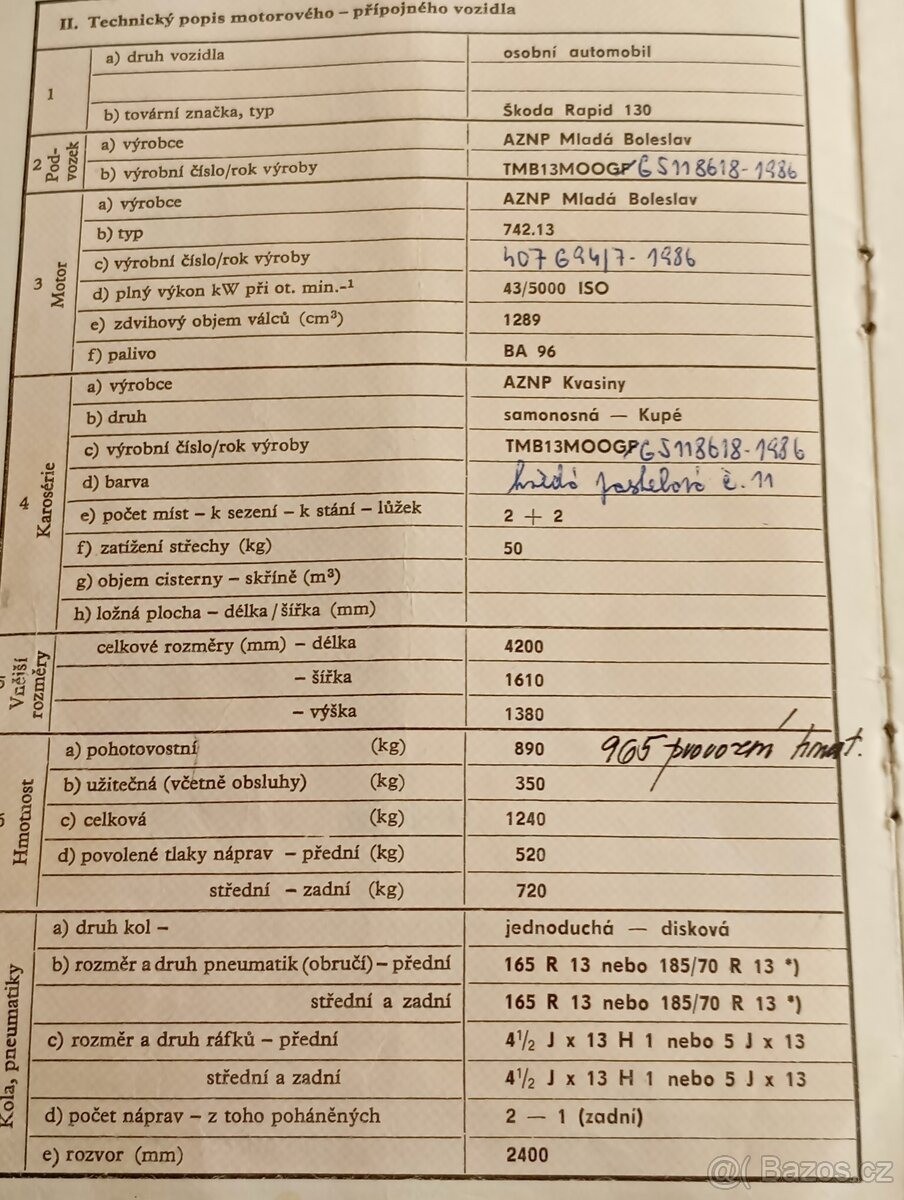 II. Technický popis motorového – přípojného vozidla
1
a) druh vozidla osobní automobil
b) tovární značka, typ Škoda Rapid 130
2 Pod-vozek
a) výrobce AZNP Mladá Boleslav
b) výrobní číslo/rok výroby TMB13MOOGP GS118618-1986
3 Motor
a) výrobce AZNP Mladá Boleslav
b) typ 742.13
c) výrobní číslo/rok výroby - 1986
d) plný výkon kW při ot. min.-¹ 43/5000 ISO
e) zdvihový objem válců (cm³) 1289
f) palivo BA 96
4 Karosérie
a) výrobce AZNP Kvasiny
b) druh samonosná — Kupé
c) výrobní číslo/rok výroby TMB13MOOGP GS118618-1986
d) barva č. 11
e) počet míst – k sezení – k stání – lůžek 2 + 2
f) zatížení střechy (kg) 50
g) objem cisterny – skříně (m³)
h) ložná plocha – délka/šířka (mm)
Vnější rozměry
celkové rozměry (mm) – délka 4200
– šířka 1610
– výška 1380
Hmotnost
a) pohotovostní (kg) 890 965 provozní hmot.
b) užitečná (včetně obsluhy) (kg) 350
c) celková (kg) 1240
d) povolené tlaky náprav – přední (kg) 520
střední – zadní (kg) 720
Kola, pneumatiky
a) druh kol – jednoduchá — disková
b) rozměr a druh pneumatik (obručí) – přední 165 R 13 nebo 185/70 R 13 *)
střední a zadní 165 R 13 nebo 185/70 R 13 *)
c) rozměr a druh ráfků – přední 4¹/₂ J x 13 H 1 nebo 5 J x 13
střední a zadní 4¹/₂ J x 13 H 1 nebo 5 J x 13
d) počet náprav – z toho poháněných 2 — 1 (zadní)
e) rozvor (mm) 2400
Bazos.cz